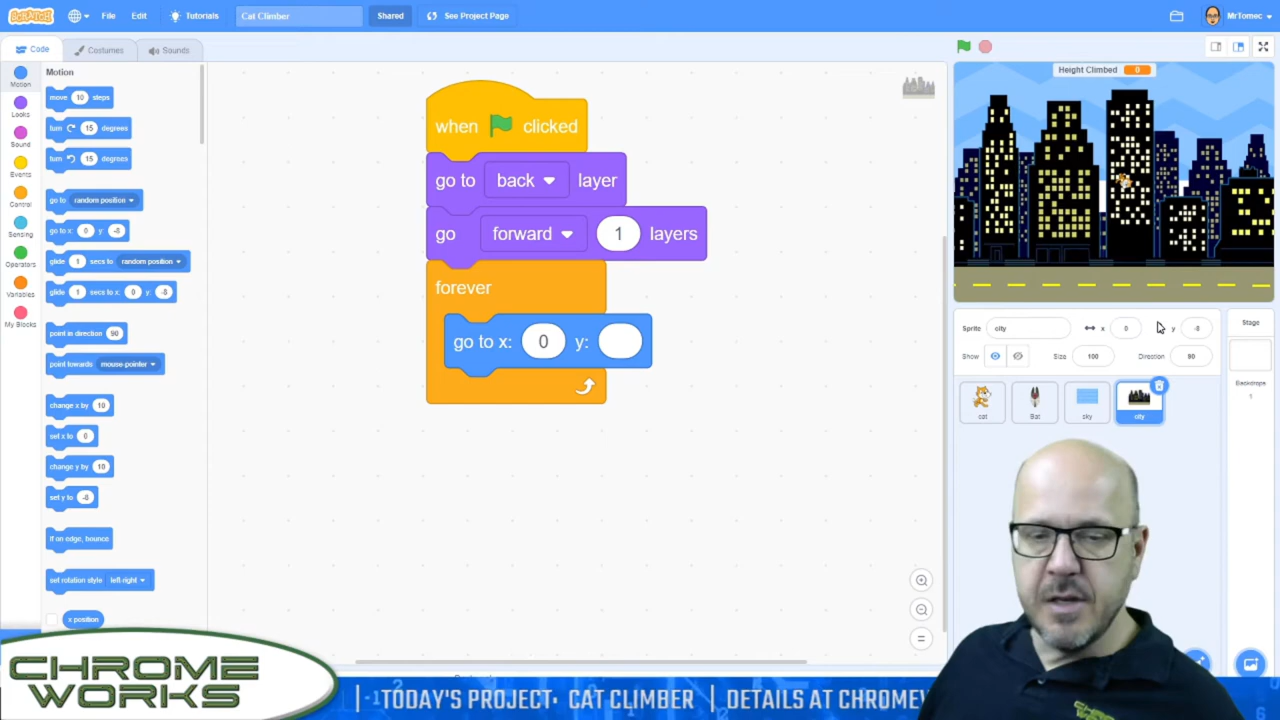 SCRATCH
File
Edit
Tutorials
Cat Climber
Shared
See Project Page
MrTomec
Code
Costumes
Sounds
Motion
Looks
Sound
Events
Control
Sensing
Operators
Variables
My Blocks
Motion
move 10 steps
turn 15 degrees
turn 15 degrees
go to random position
go to x: 0 y: -8
glide 1 secs to random position
glide 1 secs to x: 0 y: -8
point in direction 90
point towards mouse-pointer
change x by 10
set x to 0
change y by 10
set y to -8
if on edge, bounce
set rotation style left-right
x position
when clicked
go to back layer
go forward 1 layers
forever
go to x: 0 y:
Height Climbed 0
Sprite city x 0 y -8
Show Size 100 Direction 90
cat
Bat
sky
city
Stage
Backdrops
1
CHROME
WORKS
| TODAY'S PROJECT: CAT CLIMBER | DETAILS AT CHROMEV